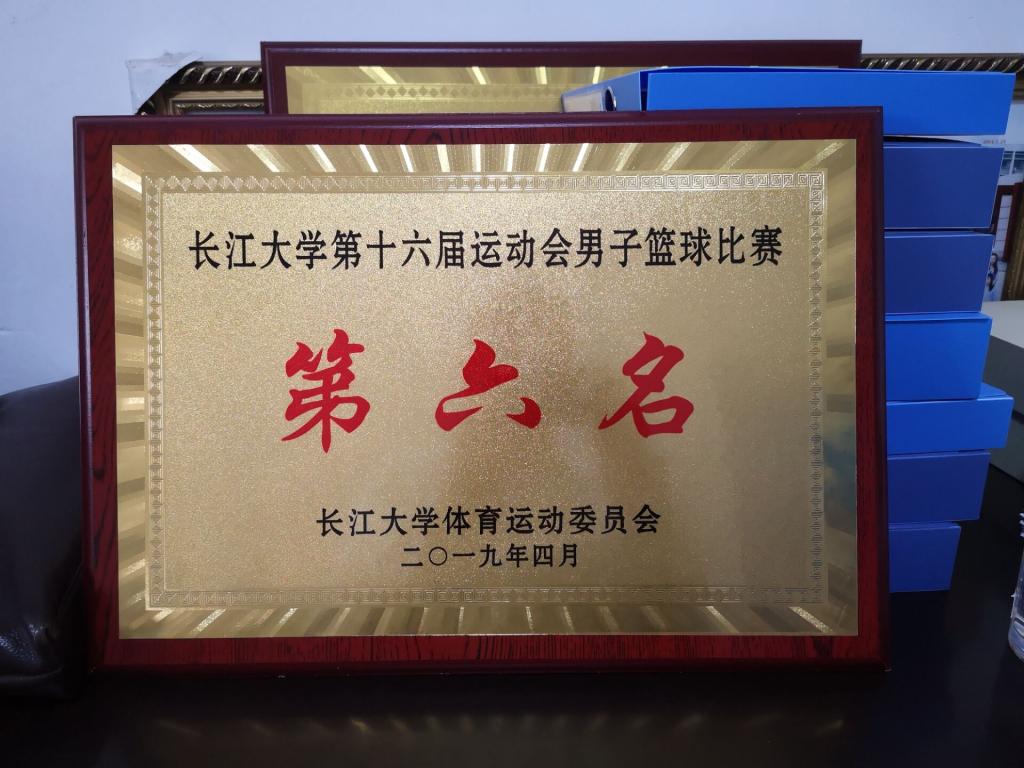 长江大学第十六届运动会男子篮球比赛
第六名
长江大学体育运动委员会
二〇一九年四月